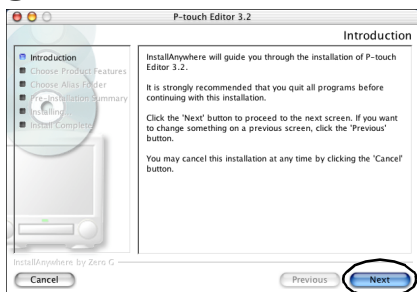 P-touch Editor 3.2
Introduction
Introduction
Choose Product Features
Choose Alias Folder
Pre-Installation Summary
Installing...
Install Complete
InstallAnywhere will guide you through the installation of P-touch
Editor 3.2.
It is strongly recommended that you quit all programs before
continuing with this installation.
Click the 'Next' button to proceed to the next screen. If you want
to change something on a previous screen, click the 'Previous'
button.
You may cancel this installation at any time by clicking the 'Cancel'
button.
InstallAnywhere by Zero G
Cancel
Previous
Next